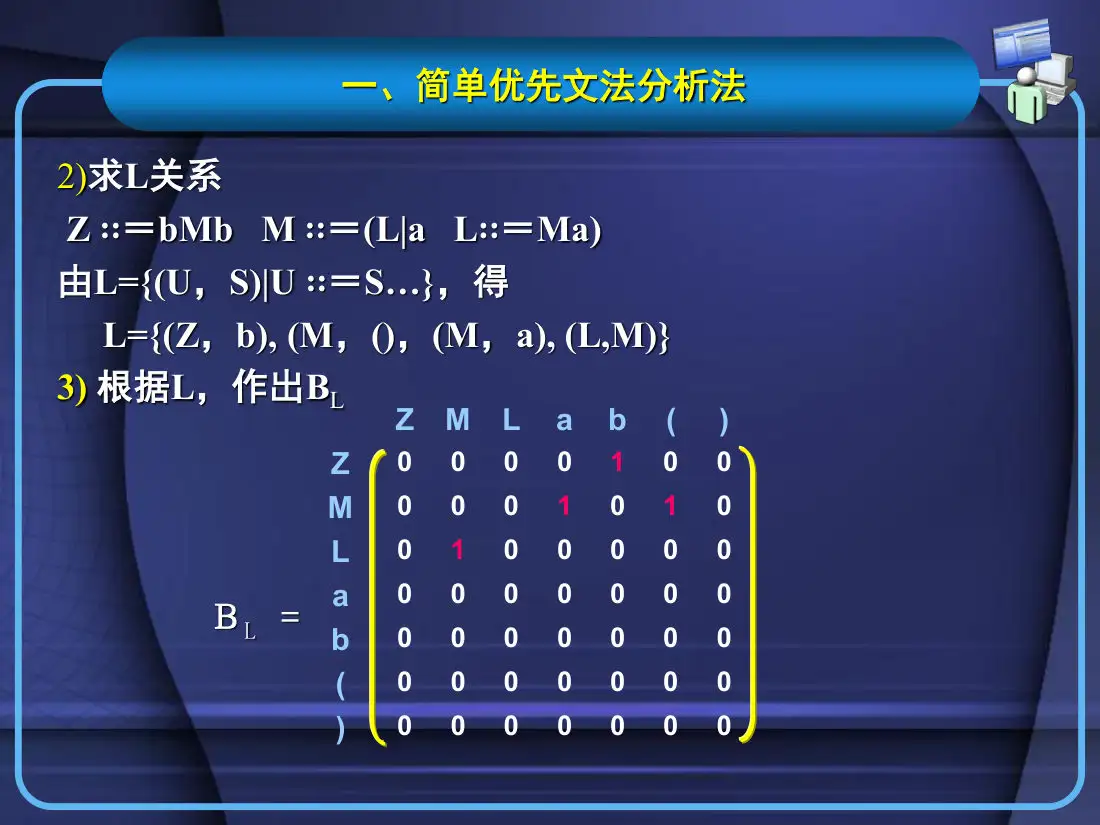 一、简单优先文法分析法
2)求L关系
Z ∷＝bMb M ∷＝(L|a L∷＝Ma)
由L={(U，S)|U ∷＝S…}，得
L={(Z，b), (M，()，(M，a), (L,M)}
3) 根据L，作出BL
Z M L a b ( )
Z 0 0 0 0 1 0 0
M 0 0 0 1 0 1 0
L 0 1 0 0 0 0 0
a 0 0 0 0 0 0 0
BL =
b 0 0 0 0 0 0 0
( 0 0 0 0 0 0 0
) 0 0 0 0 0 0 0